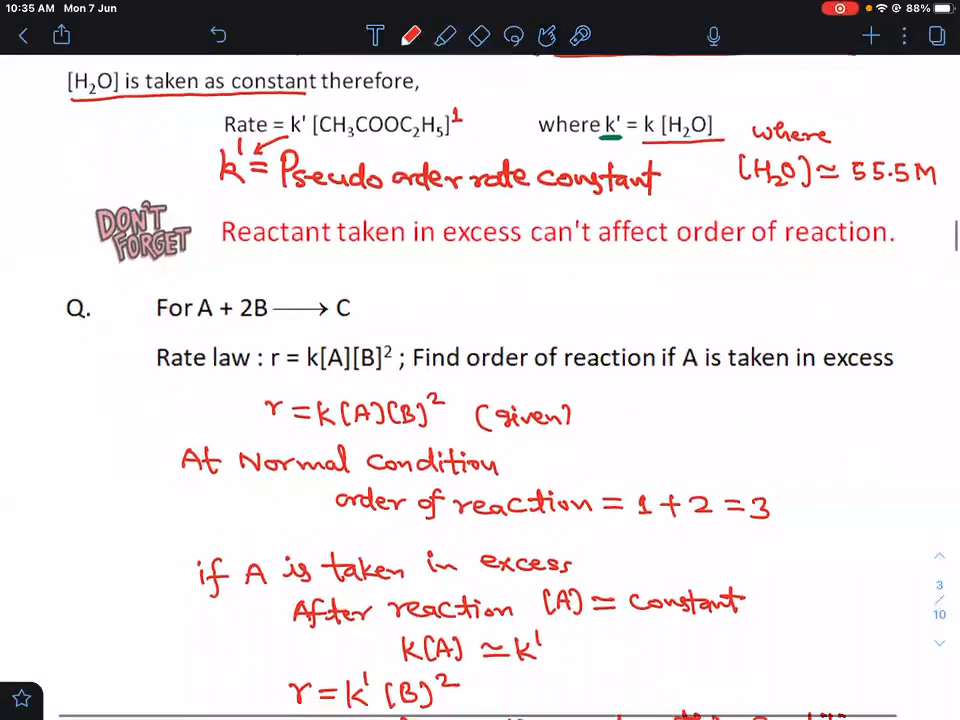 10:35 AM Mon 7 Jun 88%
[H₂O] is taken as constant therefore,
Rate = k' [CH₃COOC₂H₅]¹ where k' = k [H₂O] where
k' = Pseudo order rate constant [H₂O] ≃ 55.5M
DON'T FORGET Reactant taken in excess can't affect order of reaction.
Q. For A + 2B ⟶ C
Rate law : r = k[A][B]² ; Find order of reaction if A is taken in excess
r = k[A][B]² (given)
At Normal Condition
order of reaction = 1 + 2 = 3
if A is taken in excess
After reaction [A] = constant
k[A] ≃ k'
r = k' [B]²
3
/
10